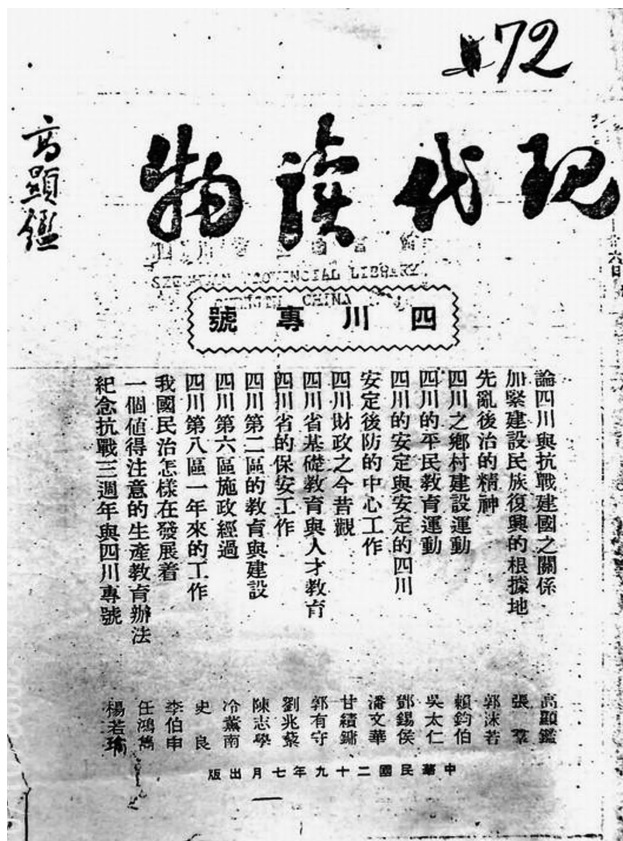 72
現代讀物
高顯鑑
SZECHUAN PROVINCIAL LIBRARY
CHINA
四川專號
論四川與抗戰建國之關係
加緊建設民族復興的根據地
先亂後治的精神
四川之鄉村建設運動
四川的平民教育運動
四川的安定與安定的四川
安定後防的中心工作
四川財政之今昔觀
四川省基礎教育與人才教育
四川省的保安工作
四川第二區的教育與建設
四川第六區施政經過
四川第八區一年來的工作
我國民治怎樣在發展着
一個値得注意的生產教育辦法
紀念抗戰三週年與四川專號
高顯鑑
張羣
郭沫若
賴鈞伯
吳太仁
鄧錫侯
潘文華
甘績鏞
郭有守
劉兆藜
陳志學
冷薰南
史良
李伯申
任鴻雋
楊若
中華民國二十九年七月出版